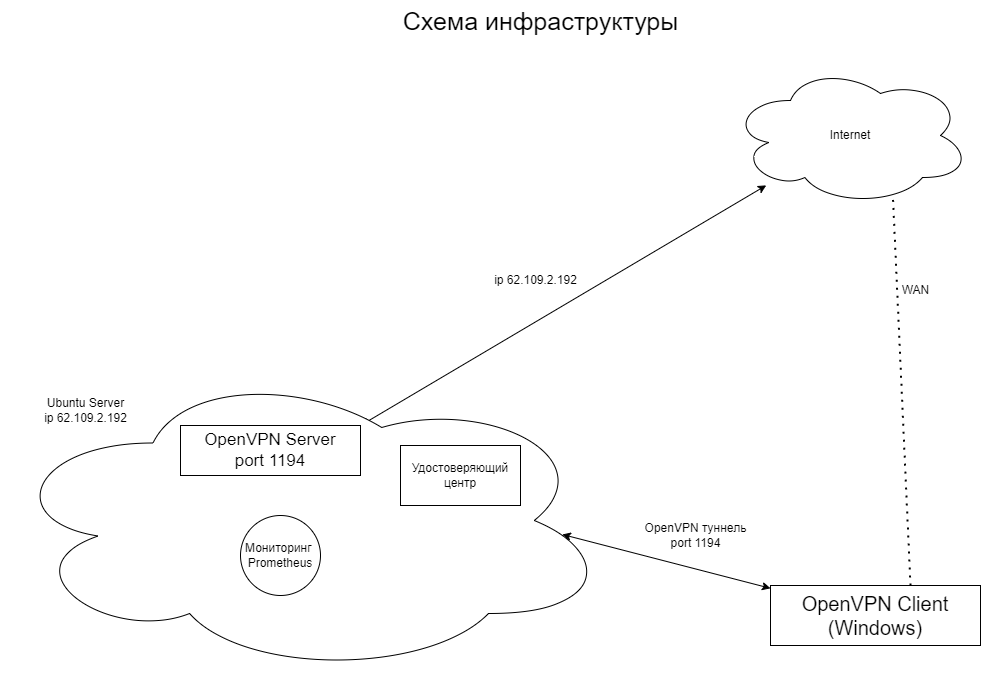 Схема инфраструктуры
Internet
ip 62.109.2.192
WAN
Ubuntu Server
ip 62.109.2.192
OpenVPN Server
port 1194
Удостоверяющий
центр
Мониторинг
Prometheus
OpenVPN туннель
port 1194
OpenVPN Client
(Windows)